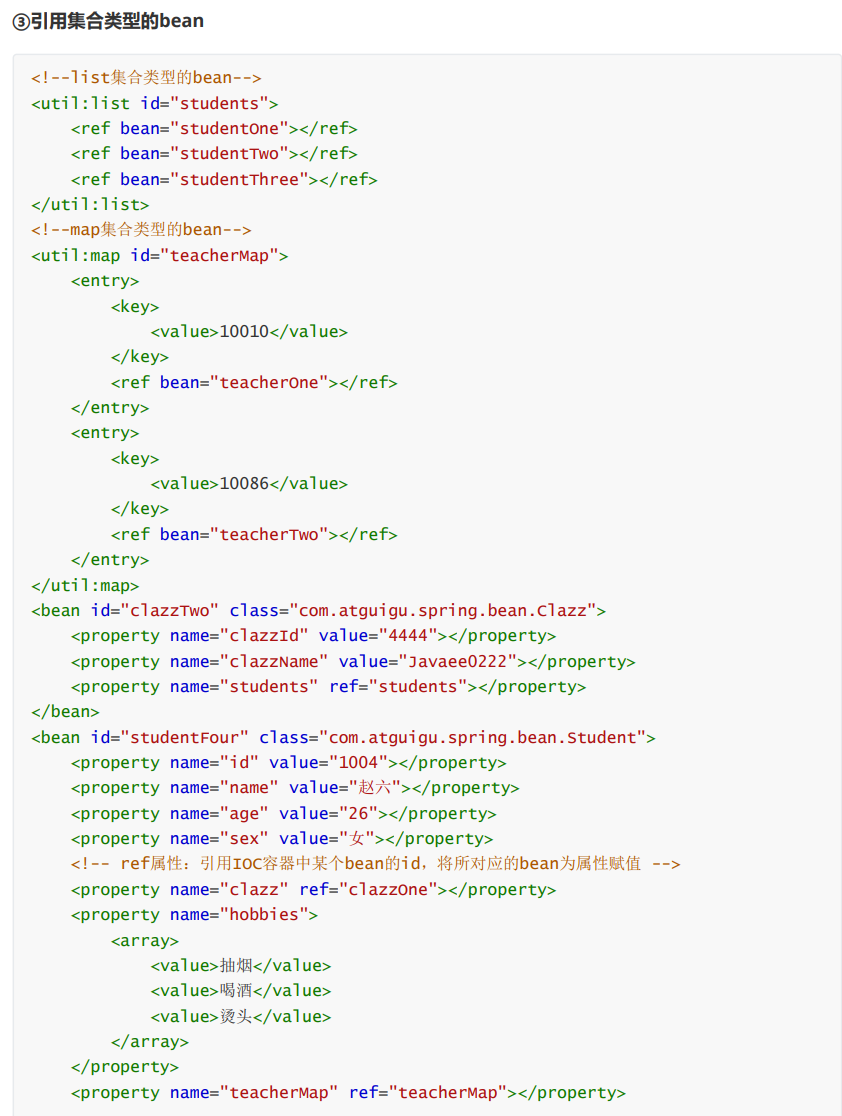 ③引用集合类型的bean
<!--list集合类型的bean-->
<util:list id="students">
    <ref bean="studentOne"></ref>
    <ref bean="studentTwo"></ref>
    <ref bean="studentThree"></ref>
</util:list>
<!--map集合类型的bean-->
<util:map id="teacherMap">
    <entry>
        <key>
            <value>10010</value>
        </key>
        <ref bean="teacherOne"></ref>
    </entry>
    <entry>
        <key>
            <value>10086</value>
        </key>
        <ref bean="teacherTwo"></ref>
    </entry>
</util:map>
<bean id="clazzTwo" class="com.atguigu.spring.bean.Clazz">
    <property name="clazzId" value="4444"></property>
    <property name="clazzName" value="Javaee0222"></property>
    <property name="students" ref="students"></property>
</bean>
<bean id="studentFour" class="com.atguigu.spring.bean.Student">
    <property name="id" value="1004"></property>
    <property name="name" value="赵六"></property>
    <property name="age" value="26"></property>
    <property name="sex" value="女"></property>
    <!-- ref属性：引用IOC容器中某个bean的id，将所对应的bean为属性赋值 -->
    <property name="clazz" ref="clazzOne"></property>
    <property name="hobbies">
        <array>
            <value>抽烟</value>
            <value>喝酒</value>
            <value>烫头</value>
        </array>
    </property>
    <property name="teacherMap" ref="teacherMap"></property>